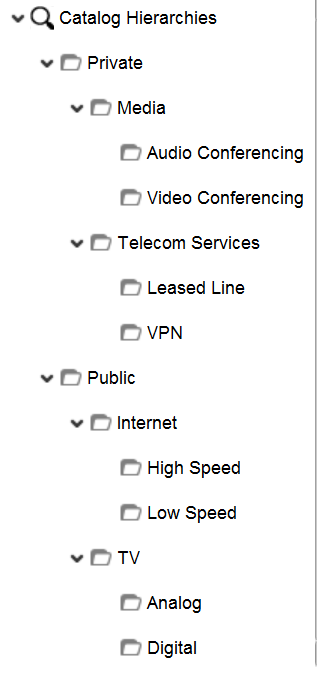 Catalog Hierarchies
Private
Media
Audio Conferencing
Video Conferencing
Telecom Services
Leased Line
VPN
Public
Internet
High Speed
Low Speed
TV
Analog
Digital